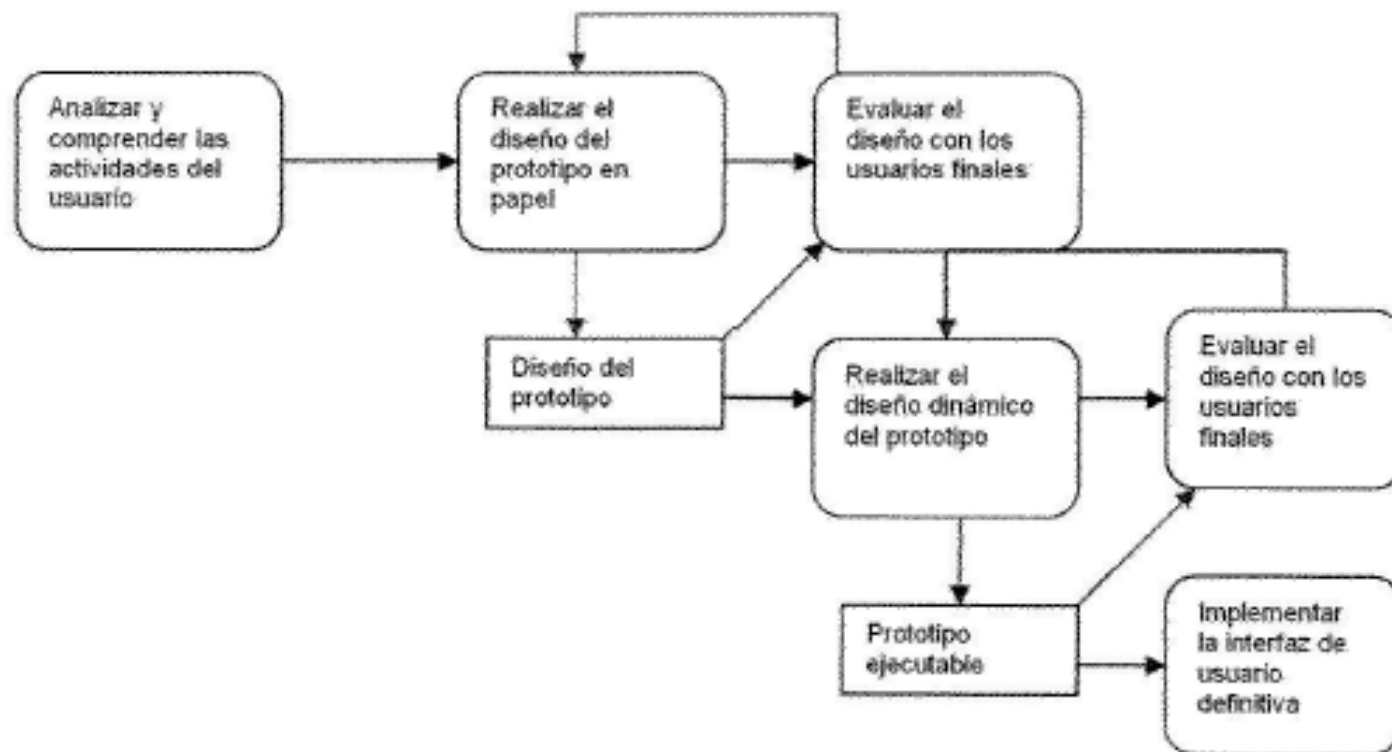 Analizar y
comprender las
actividades del
usuario
Realizar el
diseño del
prototipo en
papel
Evaluar el
diseño con los
usuarios finales
Diseño del
prototipo
Realizar el
diseño dinámico
del prototipo
Evaluar el
diseño con los
usuarios
finales
Prototipo
ejecutable
Implementar
la interfaz de
usuario
definitiva